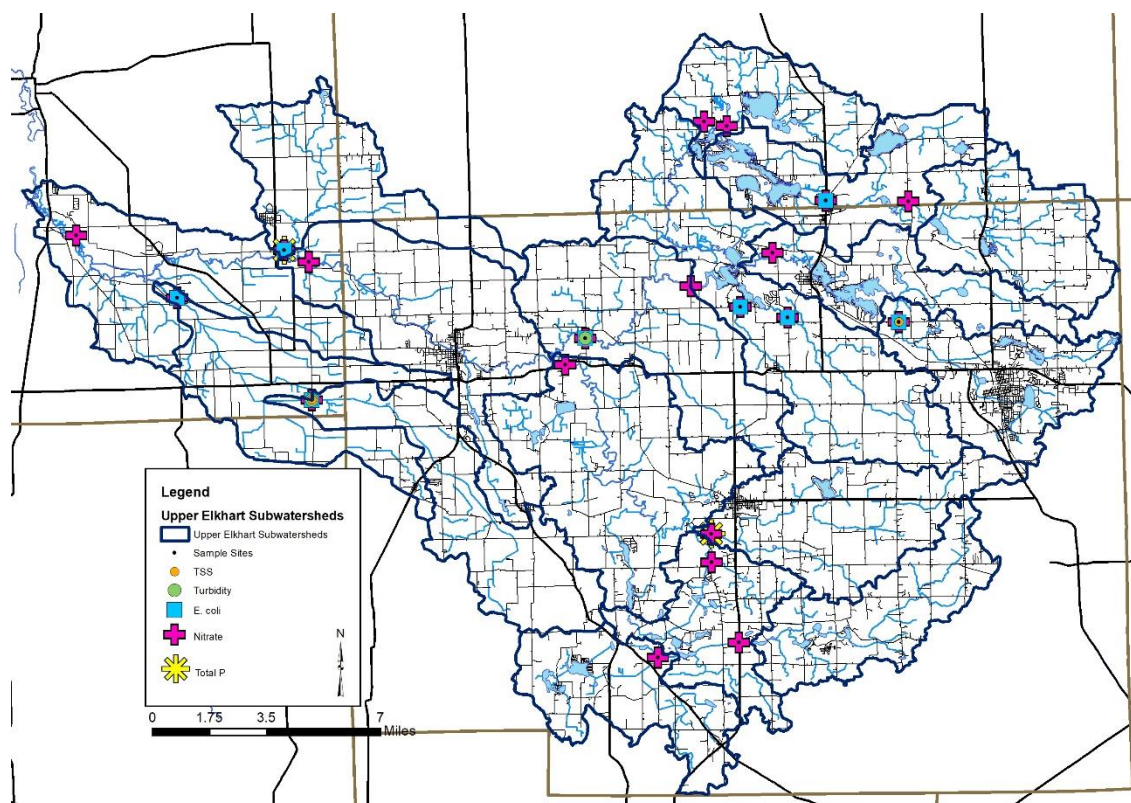 Legend
Upper Elkhart Subwatersheds
Upper Elkhart Subwatersheds
Sample Sites
TSS
Turbidity
E. coli
Nitrate
Total P
N
0 1.75 3.5 7
Miles